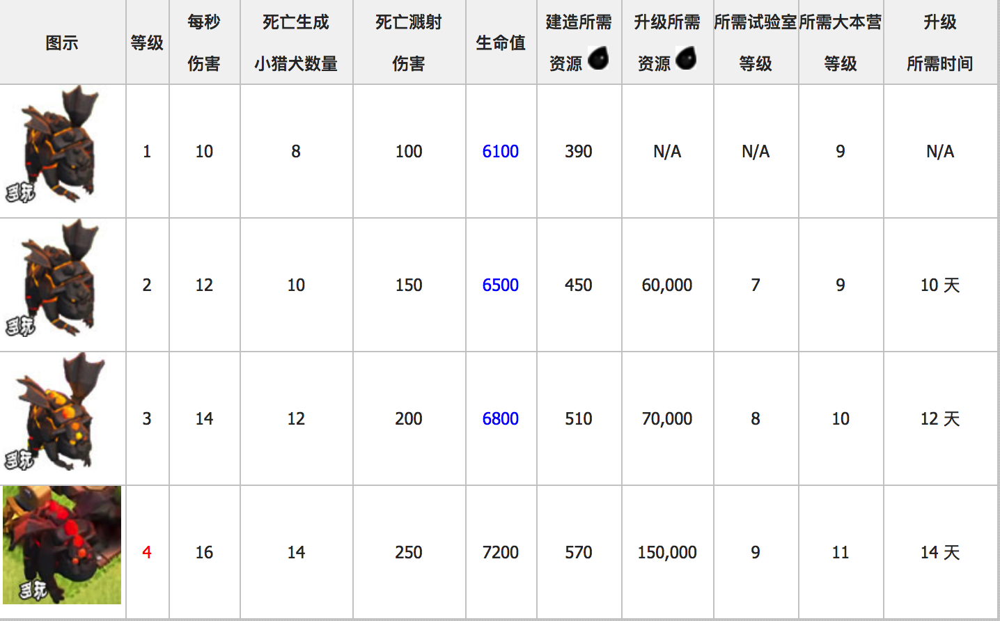 图示 等级 每秒伤害 死亡生成小猎犬数量 死亡溅射伤害 生命值 建造所需资源 升级所需资源 所需试验室等级 所需大本营等级 升级所需时间
多玩 1 10 8 100 6100 390 N/A N/A 9 N/A
多玩 2 12 10 150 6500 450 60,000 7 9 10 天
多玩 3 14 12 200 6800 510 70,000 8 10 12 天
多玩 4 16 14 250 7200 570 150,000 9 11 14 天